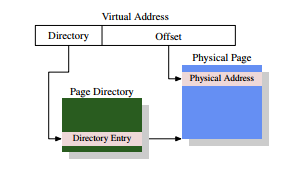 Virtual Address
Directory
Offset
Physical Page
Physical Address
Page Directory
Directory Entry